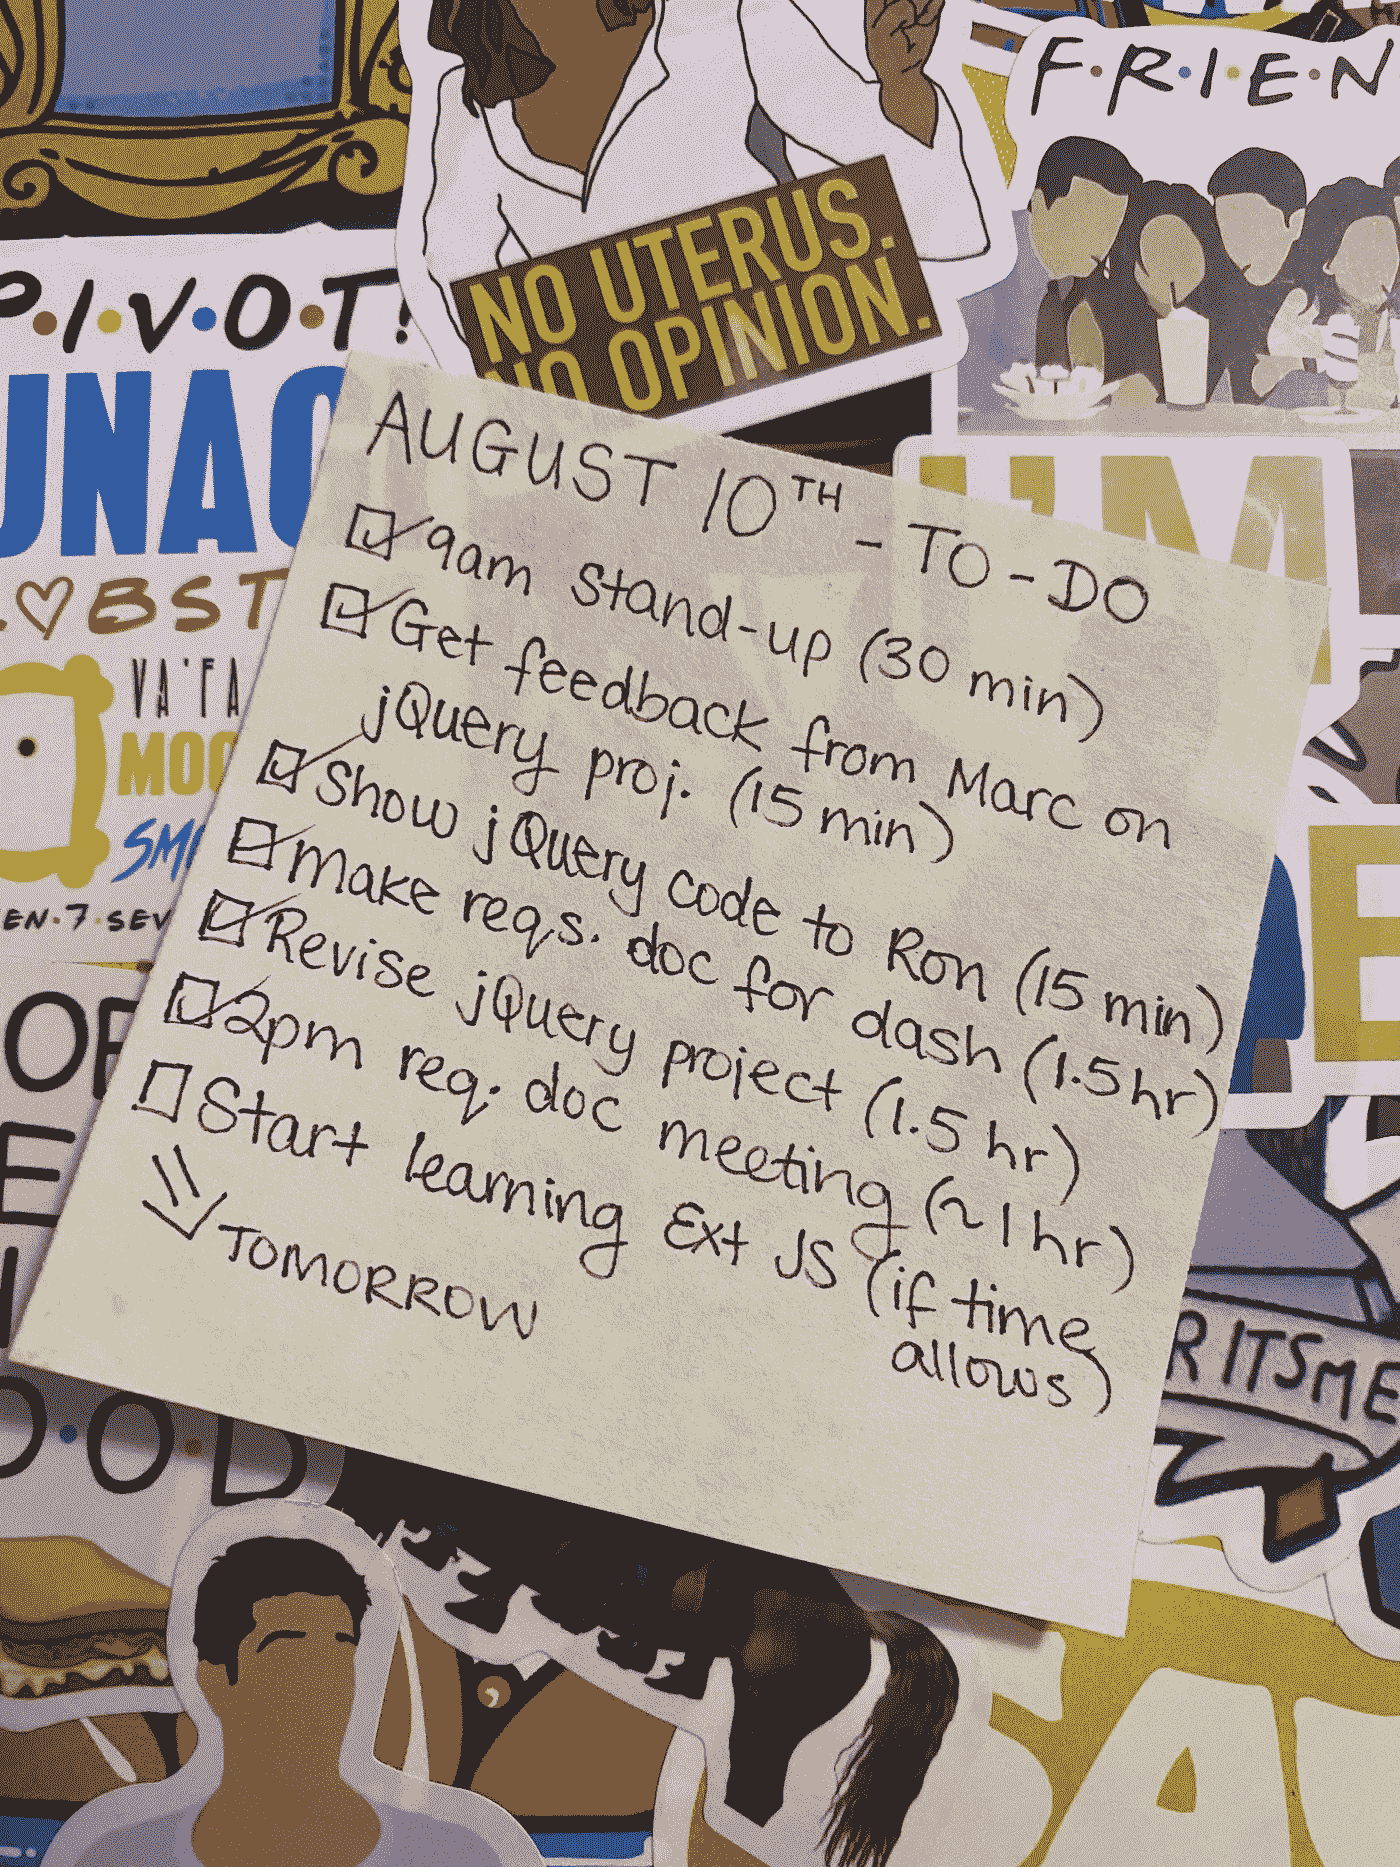 F·R·I·E·N
NO UTERUS.
NO OPINION.
P·I·V·O·T!
UNAG
BST
VA'FA
MOO
SM
EN·7·SEV
AUGUST 10TH - TO-DO
9am Stand-up (30 min)
Get feedback from Marc on
jQuery proj. (15 min)
Show jQuery code to Ron (15 min)
Make reqs. doc for dash (1.5 hr)
Revise jQuery project (1.5 hr)
2pm req. doc meeting (~1 hr)
Start learning Ext JS (if time
allows)
TOMORROW
R ITSME
O·O·D